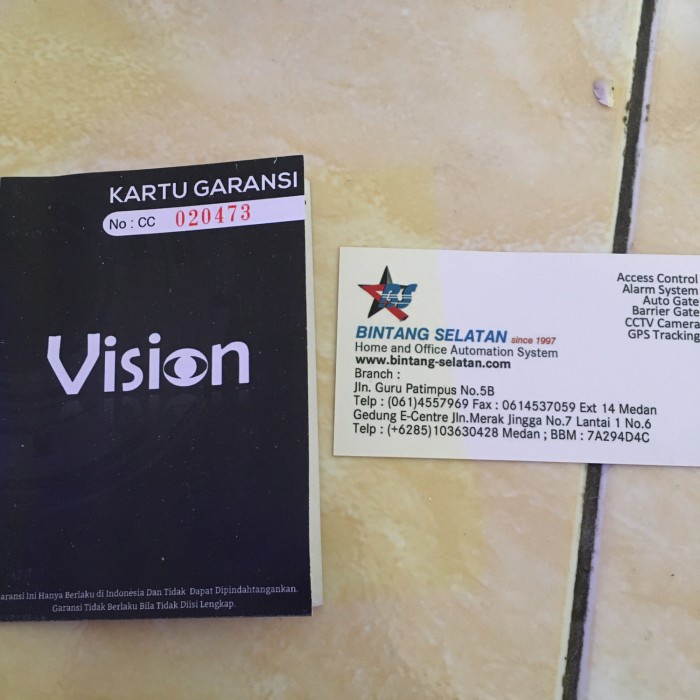 KARTU GARANSI
No : CC 020473
Vision
aransi Ini Hanya Berlaku di Indonesia Dan Tidak Dapat Dipindahtangankan.
Garansi Tidak Berlaku Bila Tidak Diisi Lengkap.
BS
BINTANG SELATAN since 1997
Home and Office Automation System
www.bintang-selatan.com
Branch :
Jln. Guru Patimpus No.5B
Telp : (061)4557969 Fax : 0614537059 Ext 14 Medan
Gedung E-Centre Jln.Merak Jingga No.7 Lantai 1 No.6
Telp : (+6285)103630428 Medan ; BBM : 7A294D4C
Access Control
Alarm System
Auto Gate
Barrier Gate
CCTV Camera
GPS Tracking